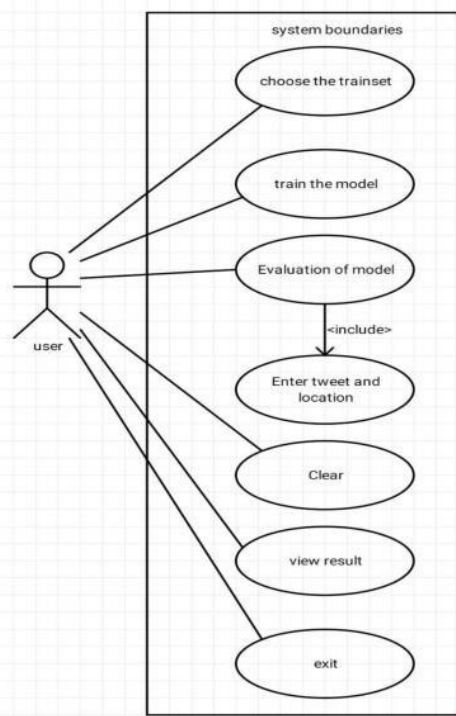 system boundaries
choose the trainset
train the model
Evaluation of model
<include>
user
Enter tweet and
location
Clear
view result
exit